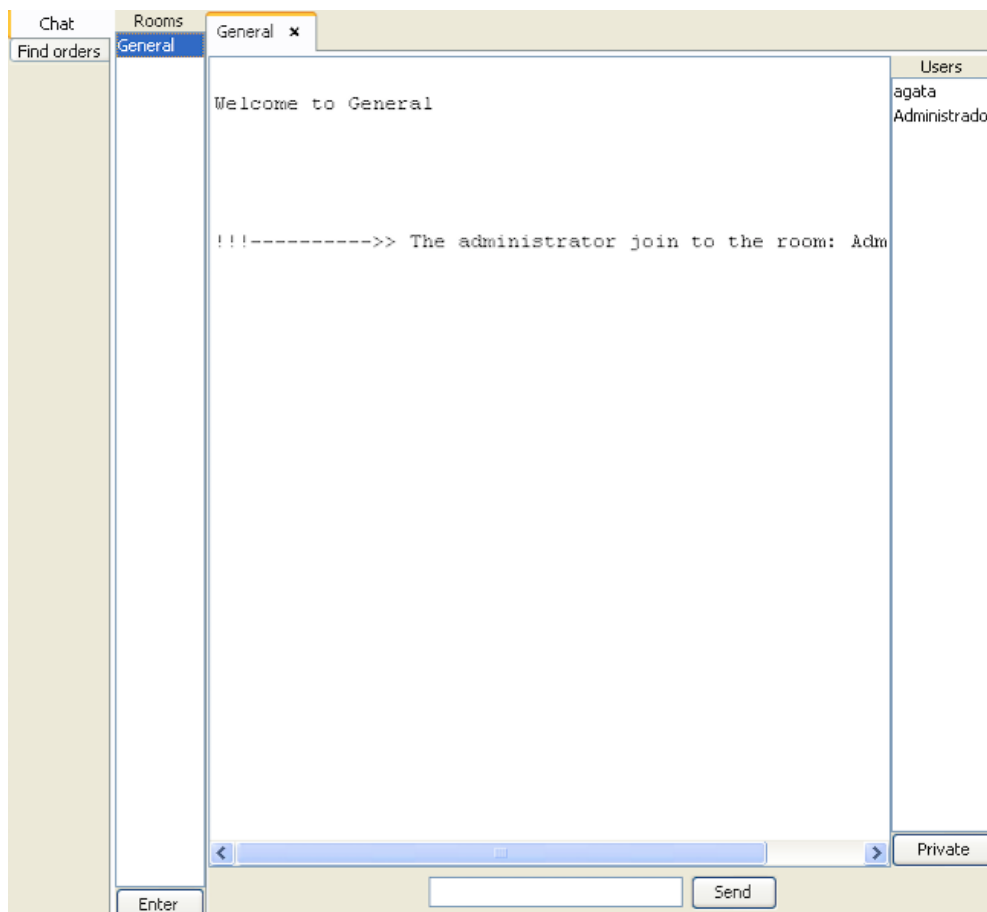 Chat
Find orders
Rooms
General
Enter
General ×
Welcome to General
!!!---------->> The administrator join to the room: Adm
Send
Users
agata
Administrado
Private